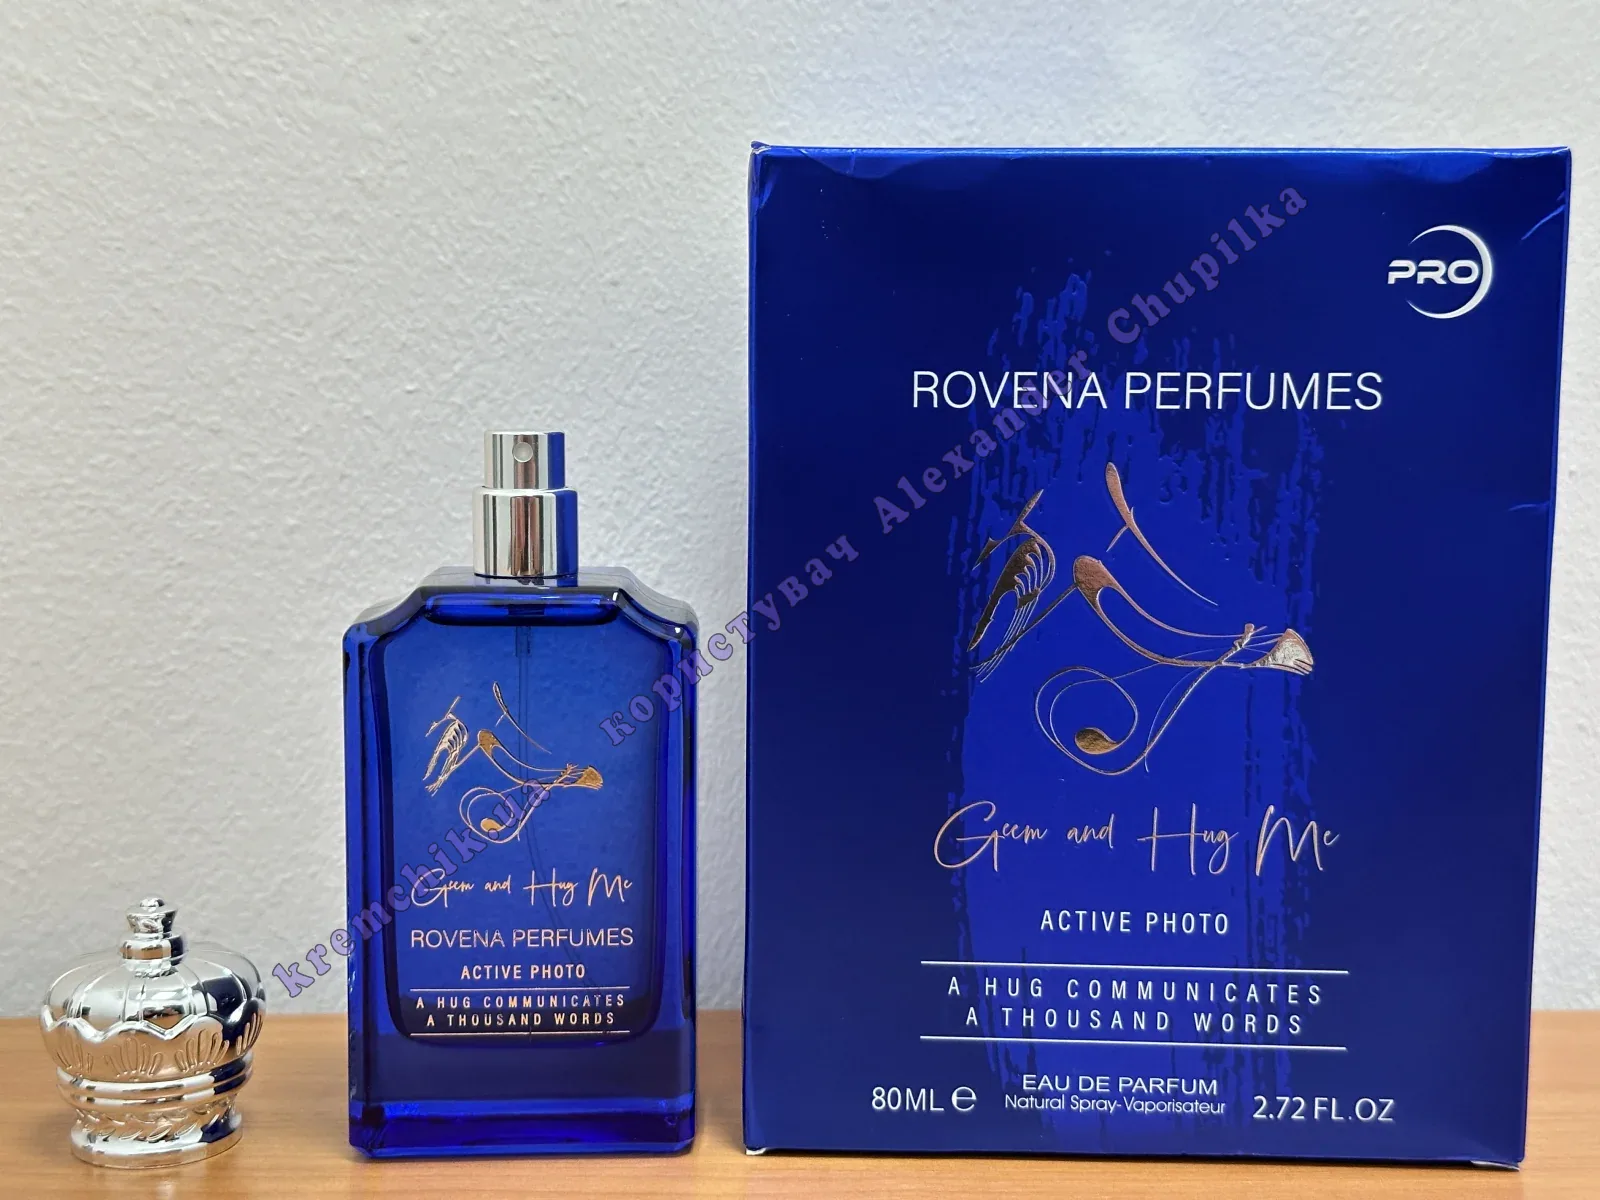 PRO
ROVENA PERFUMES
Geem and Hug Me
ACTIVE PHOTO
A HUG COMMUNICATES
A THOUSAND WORDS
80ML e
EAU DE PARFUM
Natural Spray-Vaporisateur
2.72 FL.OZ
Geem and Hug Me
ROVENA PERFUMES
ACTIVE PHOTO
A HUG COMMUNICATES
A THOUSAND WORDS
kremchik.ua користувач Alexander Chupilka